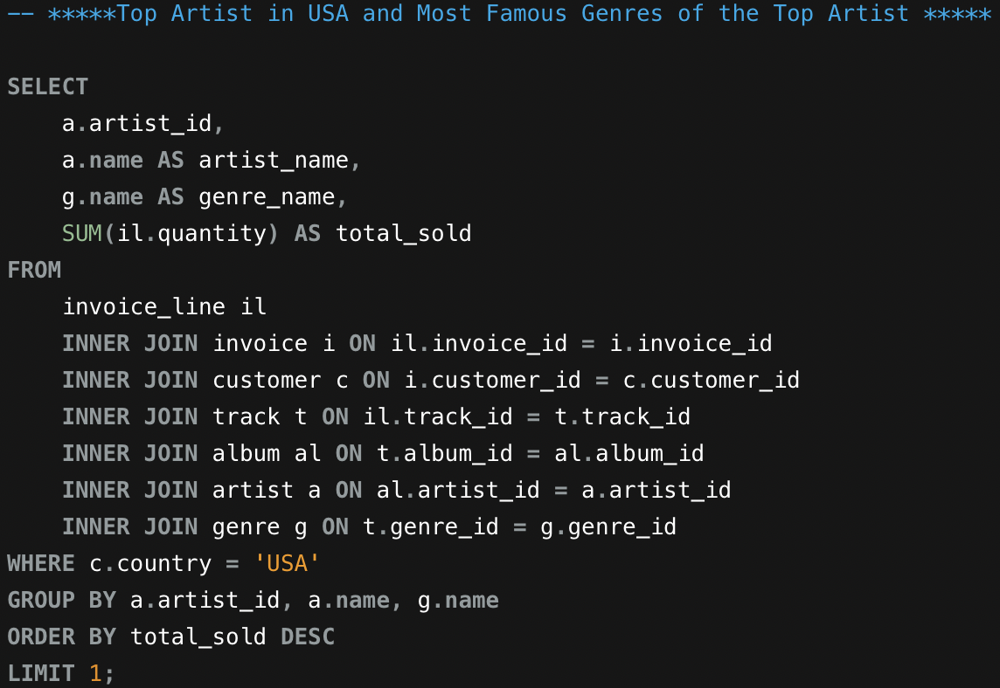 -- *****Top Artist in USA and Most Famous Genres of the Top Artist *****
SELECT
    a.artist_id,
    a.name AS artist_name,
    g.name AS genre_name,
    SUM(il.quantity) AS total_sold
FROM
    invoice_line il
    INNER JOIN invoice i ON il.invoice_id = i.invoice_id
    INNER JOIN customer c ON i.customer_id = c.customer_id
    INNER JOIN track t ON il.track_id = t.track_id
    INNER JOIN album al ON t.album_id = al.album_id
    INNER JOIN artist a ON al.artist_id = a.artist_id
    INNER JOIN genre g ON t.genre_id = g.genre_id
WHERE c.country = 'USA'
GROUP BY a.artist_id, a.name, g.name
ORDER BY total_sold DESC
LIMIT 1;